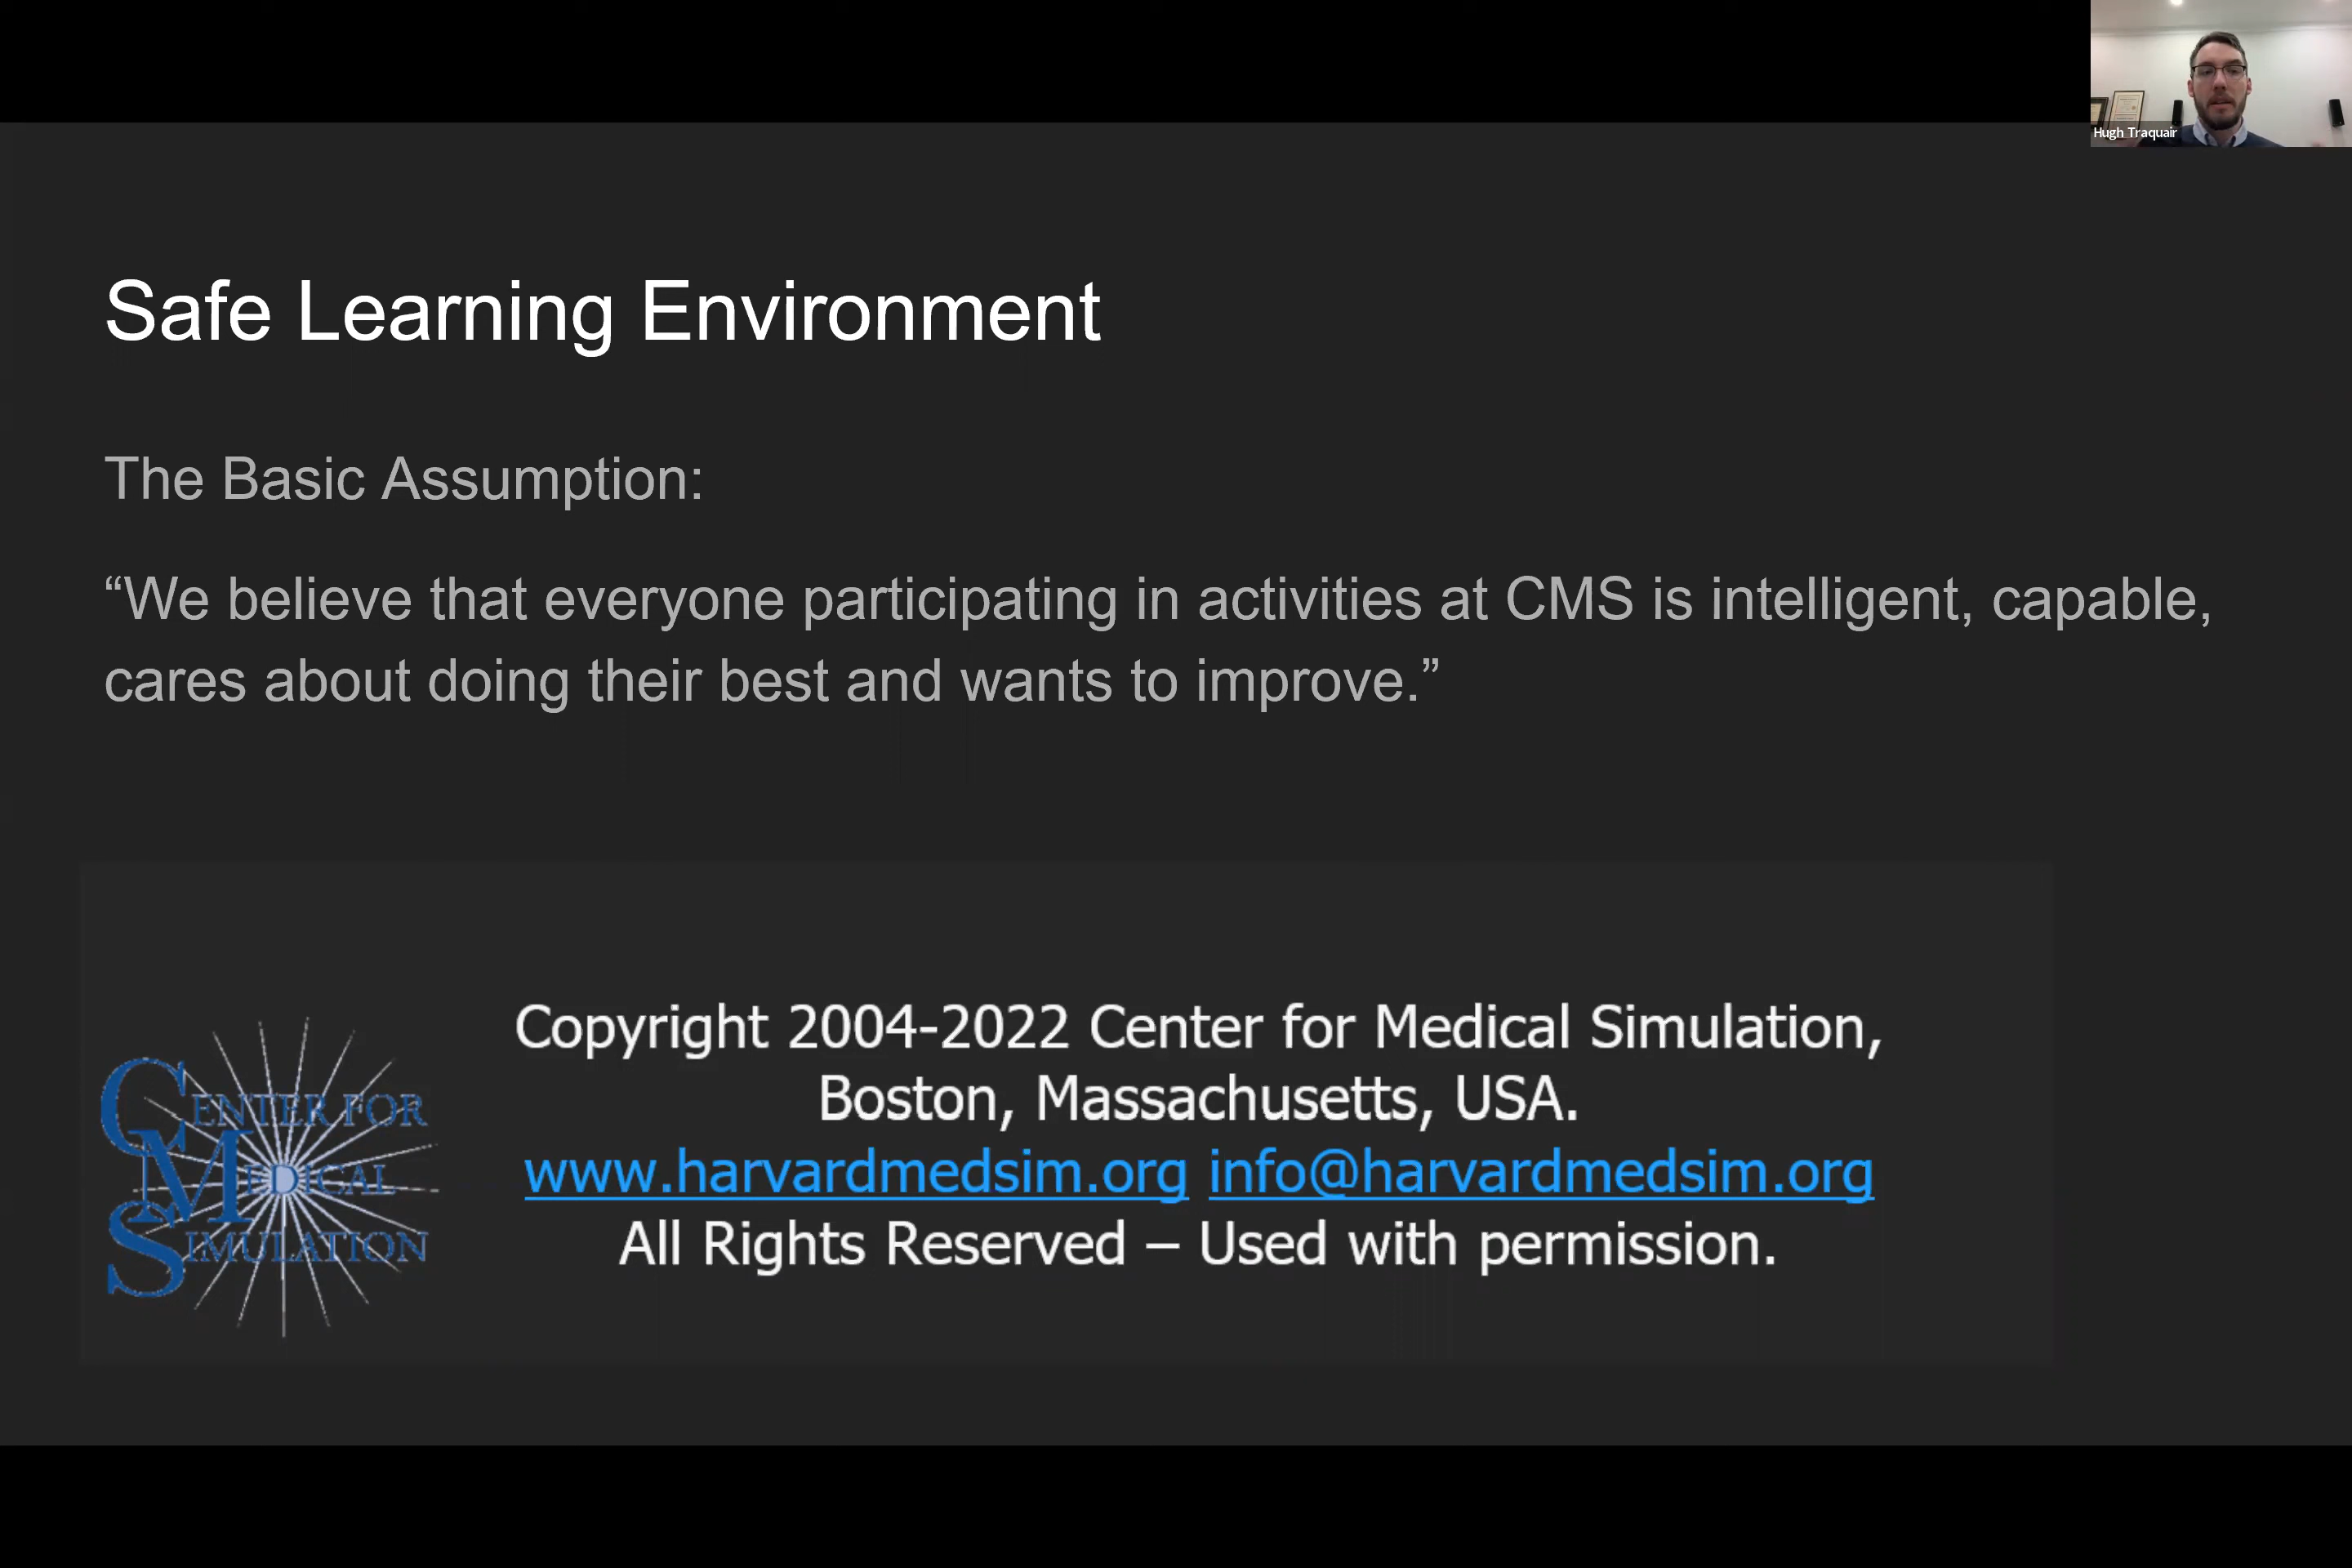 Hugh Traquair
Safe Learning Environment
The Basic Assumption:
“We believe that everyone participating in activities at CMS is intelligent, capable,
cares about doing their best and wants to improve.”
CENTER FOR
MEDICAL
SIMULATION
Copyright 2004-2022 Center for Medical Simulation,
Boston, Massachusetts, USA.
www.harvardmedsim.org info@harvardmedsim.org
All Rights Reserved – Used with permission.